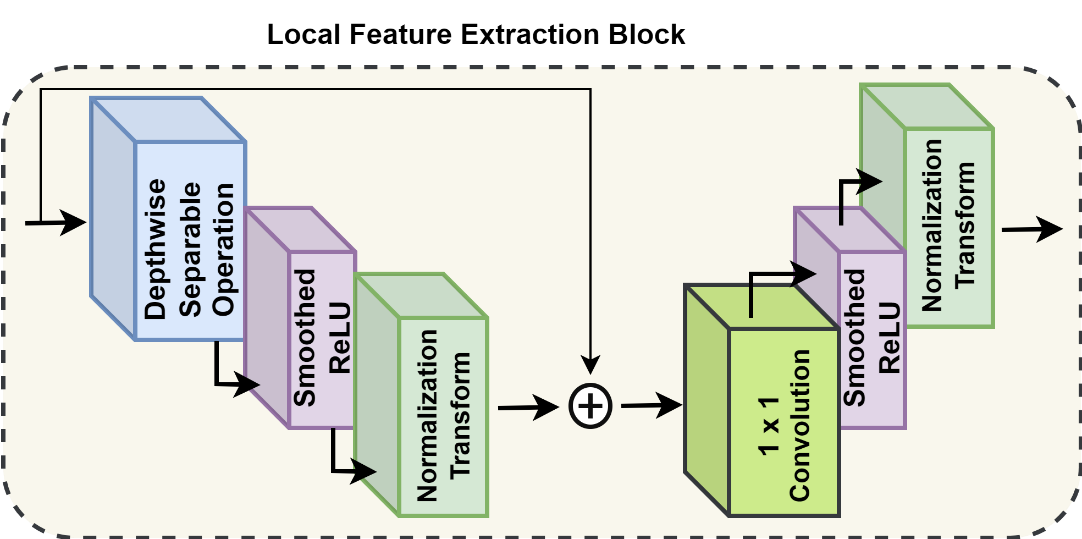 Local Feature Extraction Block
Depthwise
Separable
Operation
Smoothed
ReLU
Normalization
Transform
1 x 1
Convolution
Smoothed
ReLU
Normalization
Transform